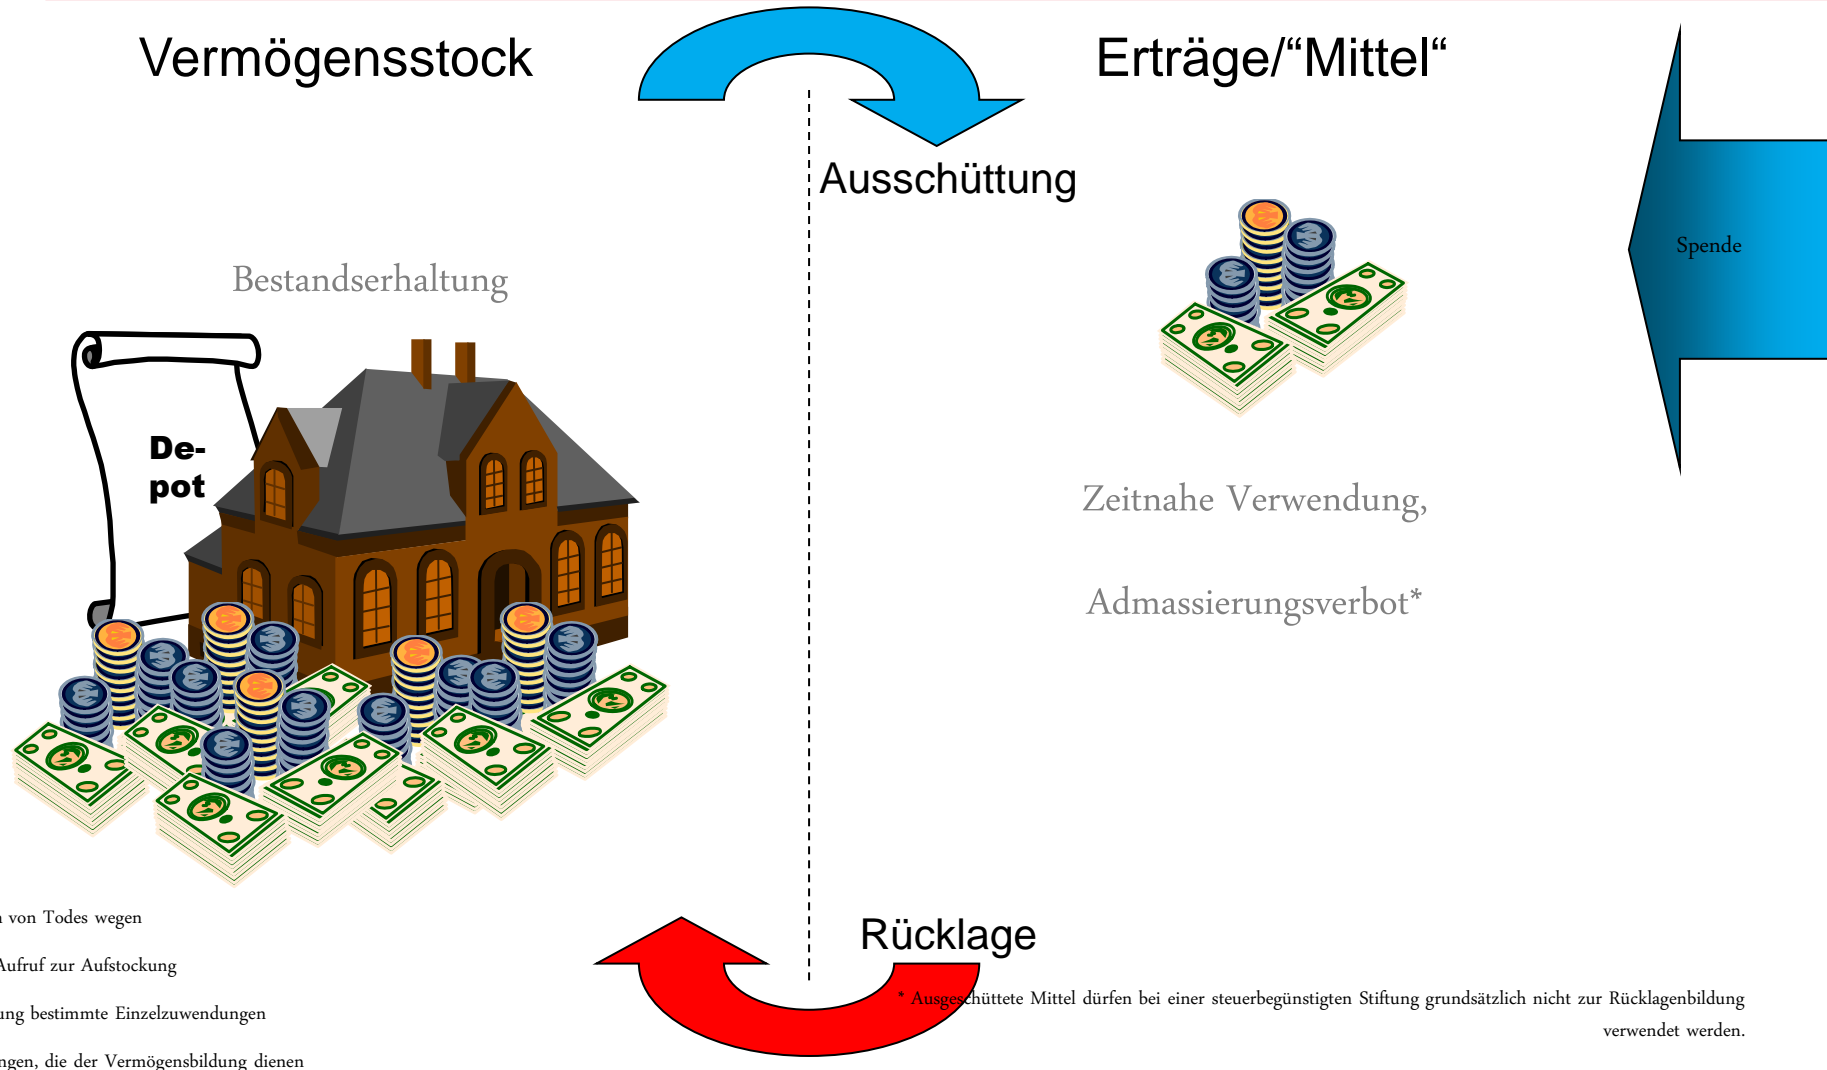 Vermögensstock
Erträge/“Mittel“
Ausschüttung
Spende
Bestandserhaltung
De-
pot
Zeitnahe Verwendung,
Admassierungsverbot*
von Todes wegen
Aufruf zur Aufstockung
bestimmte Einzelzuwendungen
die der Vermögensbildung dienen
Rücklage
* Ausgeschüttete Mittel dürfen bei einer steuerbegünstigten Stiftung grundsätzlich nicht zur Rücklagenbildung
verwendet werden.